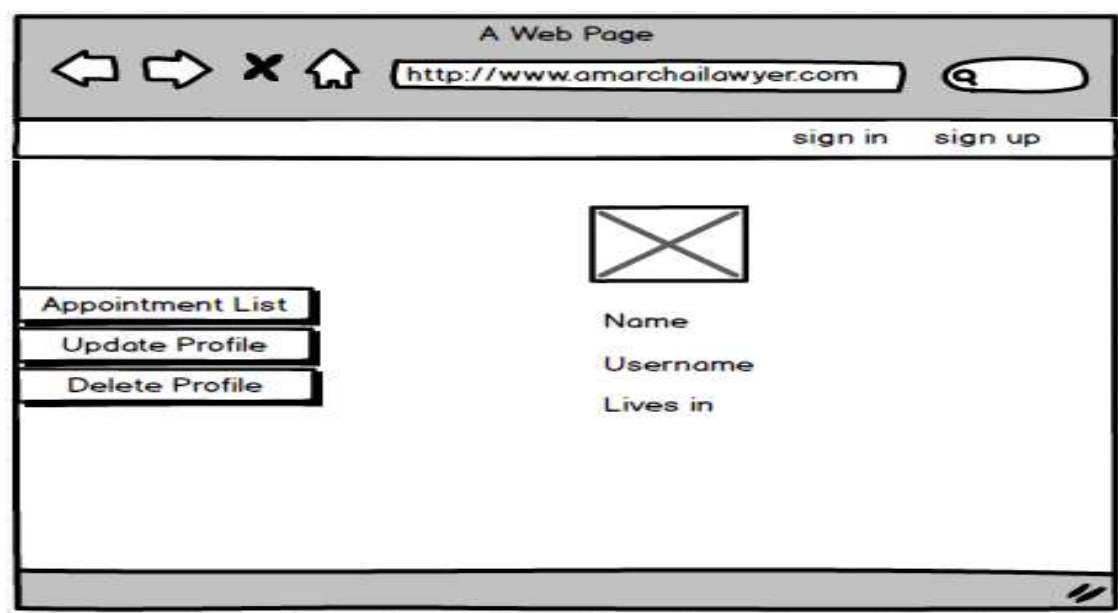 A Web Page
http://www.amarchailawyer.com
sign in sign up
Appointment List
Update Profile
Delete Profile
Name
Username
Lives in